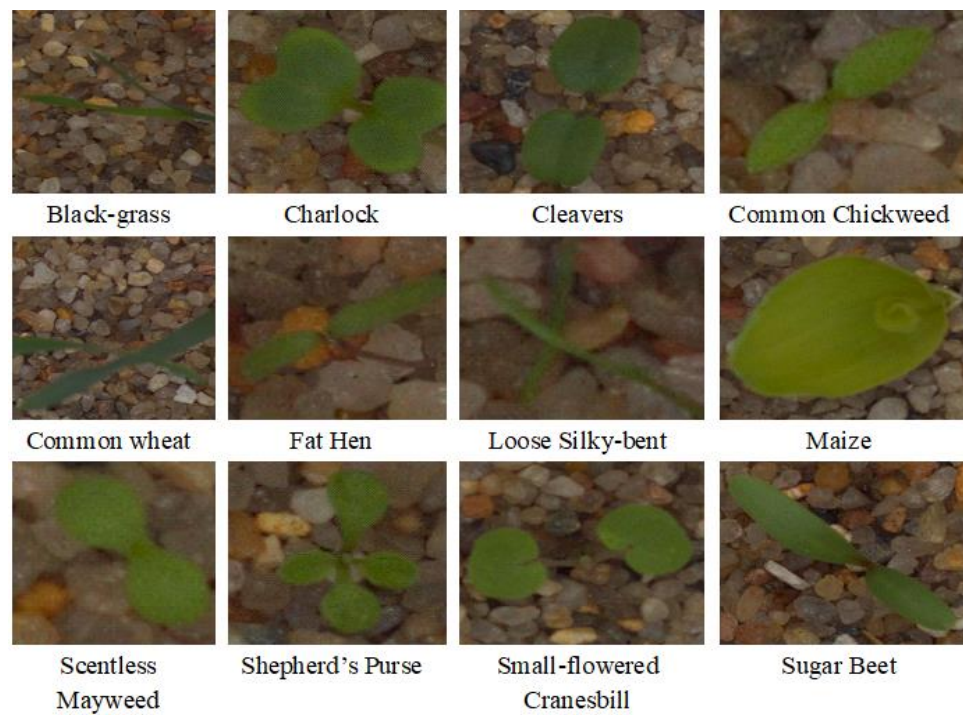 Black-grass
Charlock
Cleavers
Common Chickweed
Common wheat
Fat Hen
Loose Silky-bent
Maize
Scentless
Mayweed
Shepherd’s Purse
Small-flowered
Cranesbill
Sugar Beet